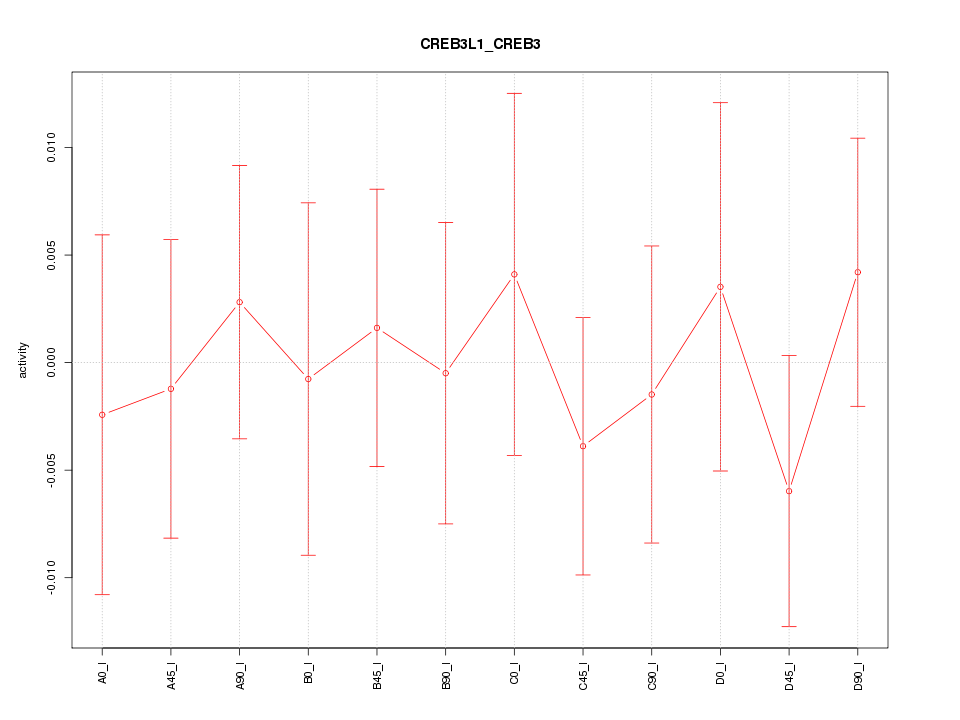 CREB3L1_CREB3
activity
0.010
0.005
0.000
-0.005
-0.010
A0_I
A45_I
A90_I
B0_I
B45_I
B90_I
C0_I
C45_I
C90_I
D0_I
D45_I
D90_I